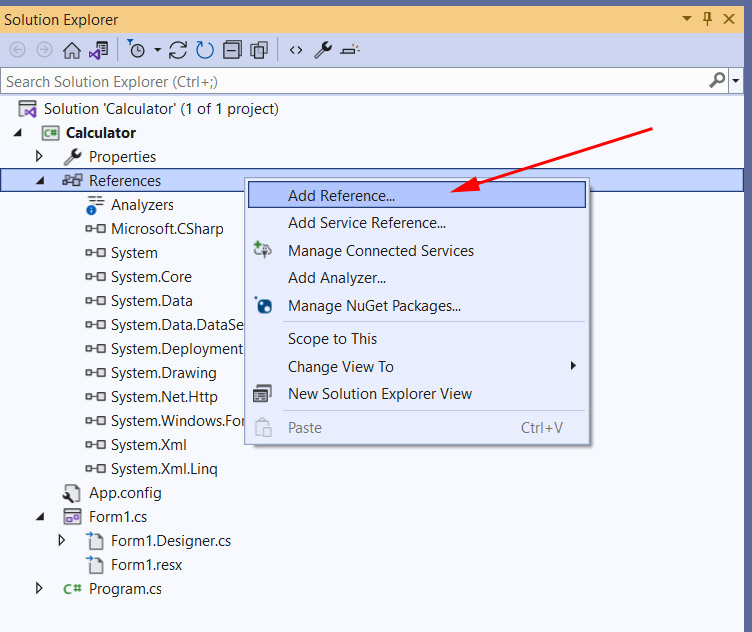 Solution Explorer
Search Solution Explorer (Ctrl+;)
Solution 'Calculator' (1 of 1 project)
C# Calculator
Properties
References
Add Reference...
Analyzers
Add Service Reference...
Microsoft.CSharp
System
Manage Connected Services
System.Core
Add Analyzer...
System.Data
Manage NuGet Packages...
System.Data.DataSe
Scope to This
System.Deployment
Change View To
System.Drawing
New Solution Explorer View
System.Net.Http
System.Windows.For
Paste Ctrl+V
System.Xml
System.Xml.Linq
App.config
Form1.cs
Form1.Designer.cs
Form1.resx
C# Program.cs